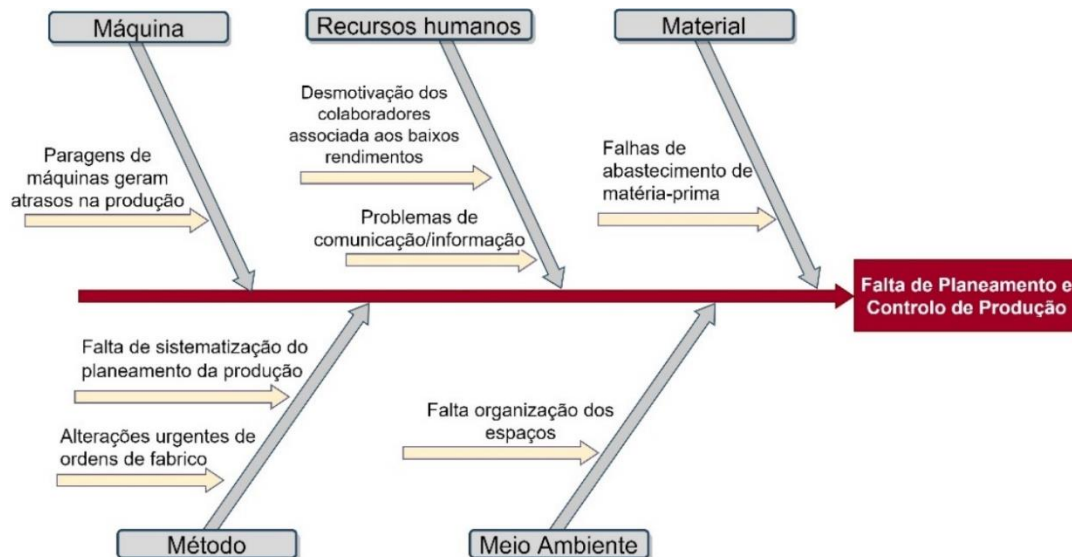 Máquina
Recursos humanos
Material
Paragens de
máquinas geram
atrasos na produção
Desmotivação dos
colaboradores
associada aos baixos
rendimentos
Problemas de
comunicação/informação
Falhas de
abastecimento de
matéria-prima
Falta de Planeamento e
Controlo de Produção
Falta de sistematização do
planeamento da produção
Alterações urgentes de
ordens de fabrico
Falta organização dos
espaços
Método
Meio Ambiente